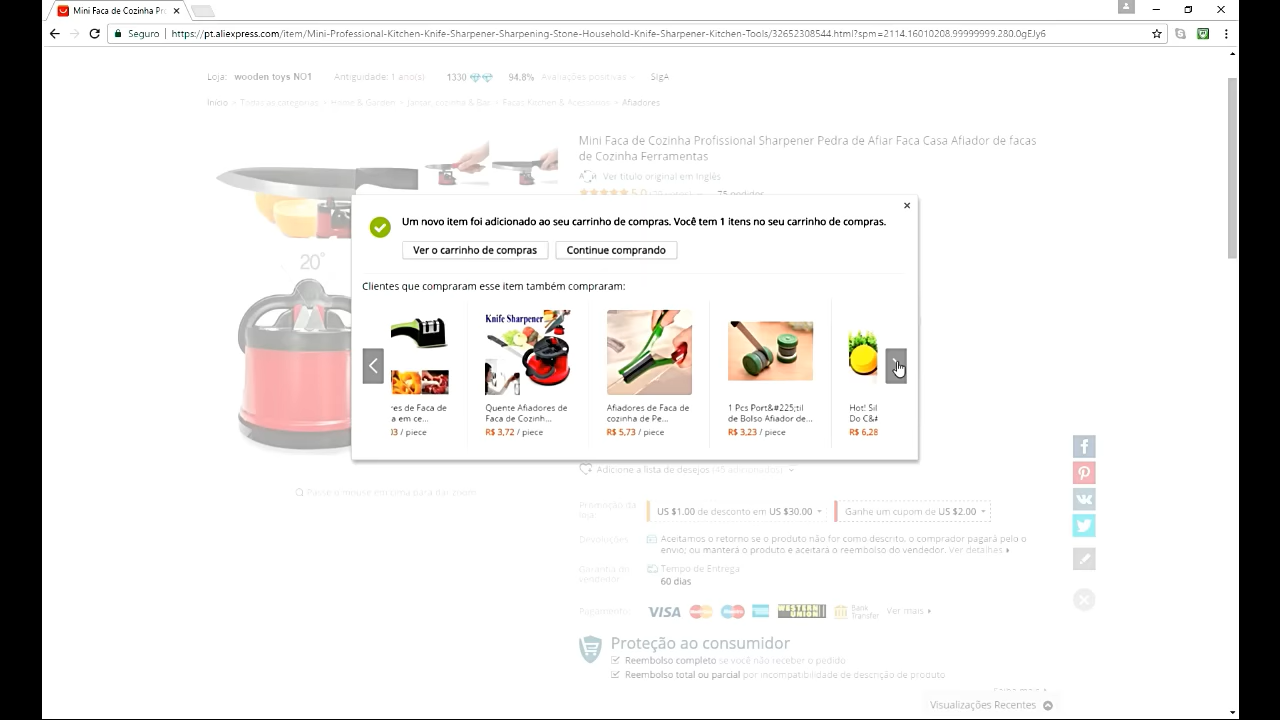 Mini Faca de Cozinha Pro
Seguro
https://pt.aliexpress.com/item/Mini-Professional-Kitchen-Knife-Sharpener-Sharpening-Stone-Household-Knife-Sharpener-Kitchen-Tools/32652308544.html?spm=2114.16010208.99999999.280.0gEJy6
Loja: wooden toys NO1 Antiguidade: 1 ano(s) 1330 94.8% Avaliações positivas SigA
Início > Todas as categorias > Home & Garden > Jantar, cozinha & Bar > Facas Kitchen & Acessórios > Afiadores
Mini Faca de Cozinha Profissional Sharpener Pedra de Afiar Faca Casa Afiador de facas
de Cozinha Ferramentas
Ver título original em Inglês
75 pedidos
20°
Um novo item foi adicionado ao seu carrinho de compras. Você tem 1 itens no seu carrinho de compras.
Ver o carrinho de compras
Continue comprando
Clientes que compraram esse item também compraram:
Knife Sharpener
res de Faca de
a em ce...
03 / piece
Quente Afiadores de
Faca de Cozinh...
R$ 3,72 / piece
Afiadores de Faca de
cozinha de Pe...
R$ 5,73 / piece
1 Pcs Port&#225;til
de Bolso Afiador de...
R$ 3,23 / piece
Hot! Sil
Do C&#
R$ 6,28
Adicione a lista de desejos (45 adicionados)
Passe o mouse encima para dar zoom
Promoção da
loja:
US $1.00 de desconto em US $30.00
Ganhe um cupom de US $2.00
Devoluções:
Aceitamos o retorno se o produto não for como descrito, o comprador pagará pelo o
envio; ou manterá o produto e aceitará o reembolso do vendedor. Ver detalhes
Garantia do
vendedor:
Tempo de Entrega
60 dias
Pagamento:
VISA
WESTERN
UNION
Bank
Transfer
Ver mais
Proteção ao consumidor
Reembolso completo se você não receber o pedido
Reembolso total ou parcial por incompatibilidade de descrição de produto
Visualizações Recentes